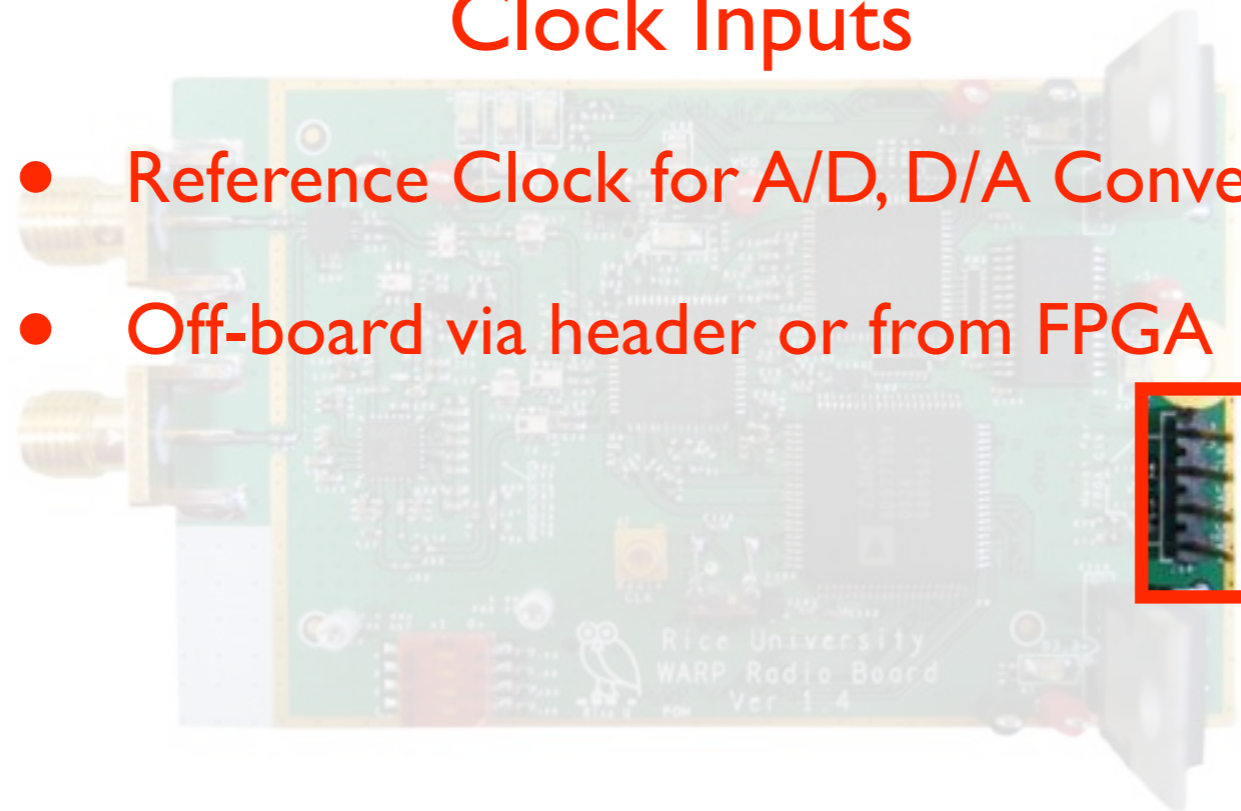 Clock Inputs
• Reference Clock for A/D, D/A Conve
• Off-board via header or from FPGA
CLK
Rice University
WARP Radio Board
Ver 1.4